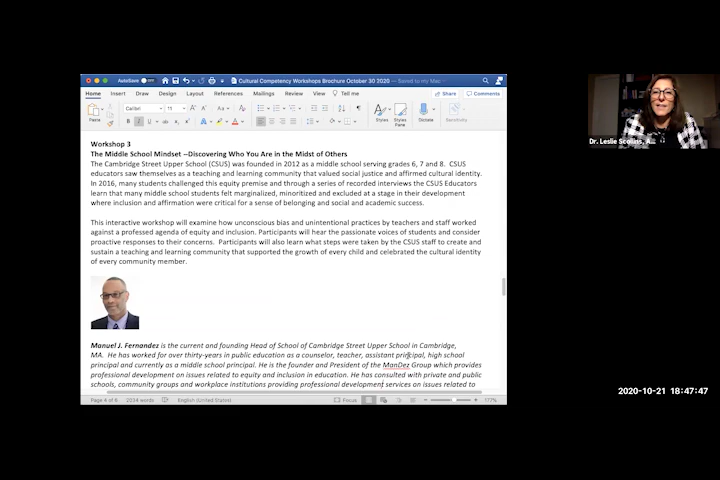 AutoSave
Cultural Competency Workshops Brochure October 30 2020 — Saved to my Mac
Home Insert Draw Design Layout References Mailings Review View Tell me Share Comments
Calibri 11
Paste Styles Styles Pane Dictate Sensitivity
Workshop 3
The Middle School Mindset –Discovering Who You Are in the Midst of Others
The Cambridge Street Upper School (CSUS) was founded in 2012 as a middle school serving grades 6, 7 and 8. CSUS
educators saw themselves as a teaching and learning community that valued social justice and affirmed cultural identity.
In 2016, many students challenged this equity premise and through a series of recorded interviews the CSUS Educators
learn that many middle school students felt marginalized, minoritized and excluded at a stage in their development
where inclusion and affirmation were critical for a sense of belonging and social and academic success.
This interactive workshop will examine how unconscious bias and unintentional practices by teachers and staff worked
against a professed agenda of equity and inclusion. Participants will hear the passionate voices of students and consider
proactive responses to their concerns. Participants will also learn what steps were taken by the CSUS staff to create and
sustain a teaching and learning community that supported the growth of every child and celebrated the cultural identity
of every community member.
Manuel J. Fernandez is the current and founding Head of School of Cambridge Street Upper School in Cambridge,
MA. He has worked for over thirty-years in public education as a counselor, teacher, assistant principal, high school
principal and currently as a middle school principal. He is the founder and President of the ManDez Group which provides
professional development on issues related to equity and inclusion in education. He has consulted with private and public
schools, community groups and workplace institutions providing professional development services on issues related to
Page 4 of 6 2034 words English (United States) Focus 177%
Dr. Leslie Scollins, A...
2020-10-21 18:47:47